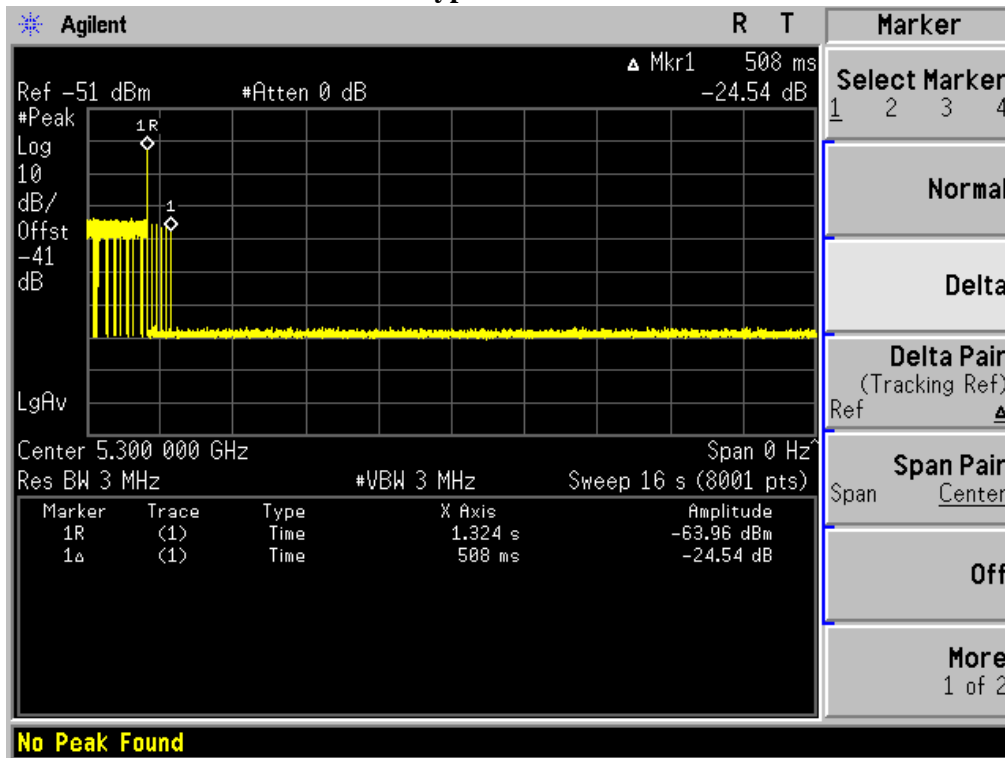 Agilent R T Marker
▲ Mkr1 508 ms
Ref -51 dBm #Atten 0 dB -24.54 dB
#Peak
Log
10
dB/
Offst
-41
dB
LgAv
1R
1
Center 5.300 000 GHz Span 0 Hz^
Res BW 3 MHz #VBW 3 MHz Sweep 16 s (8001 pts)
Marker Trace Type X Axis Amplitude
1R (1) Time 1.324 s -63.96 dBm
1▵ (1) Time 508 ms -24.54 dB
Select Marker
1 2 3 4
Normal
Delta
Delta Pair
(Tracking Ref)
Ref ▵
Span Pair
Span Center
Off
More
1 of 2
No Peak Found